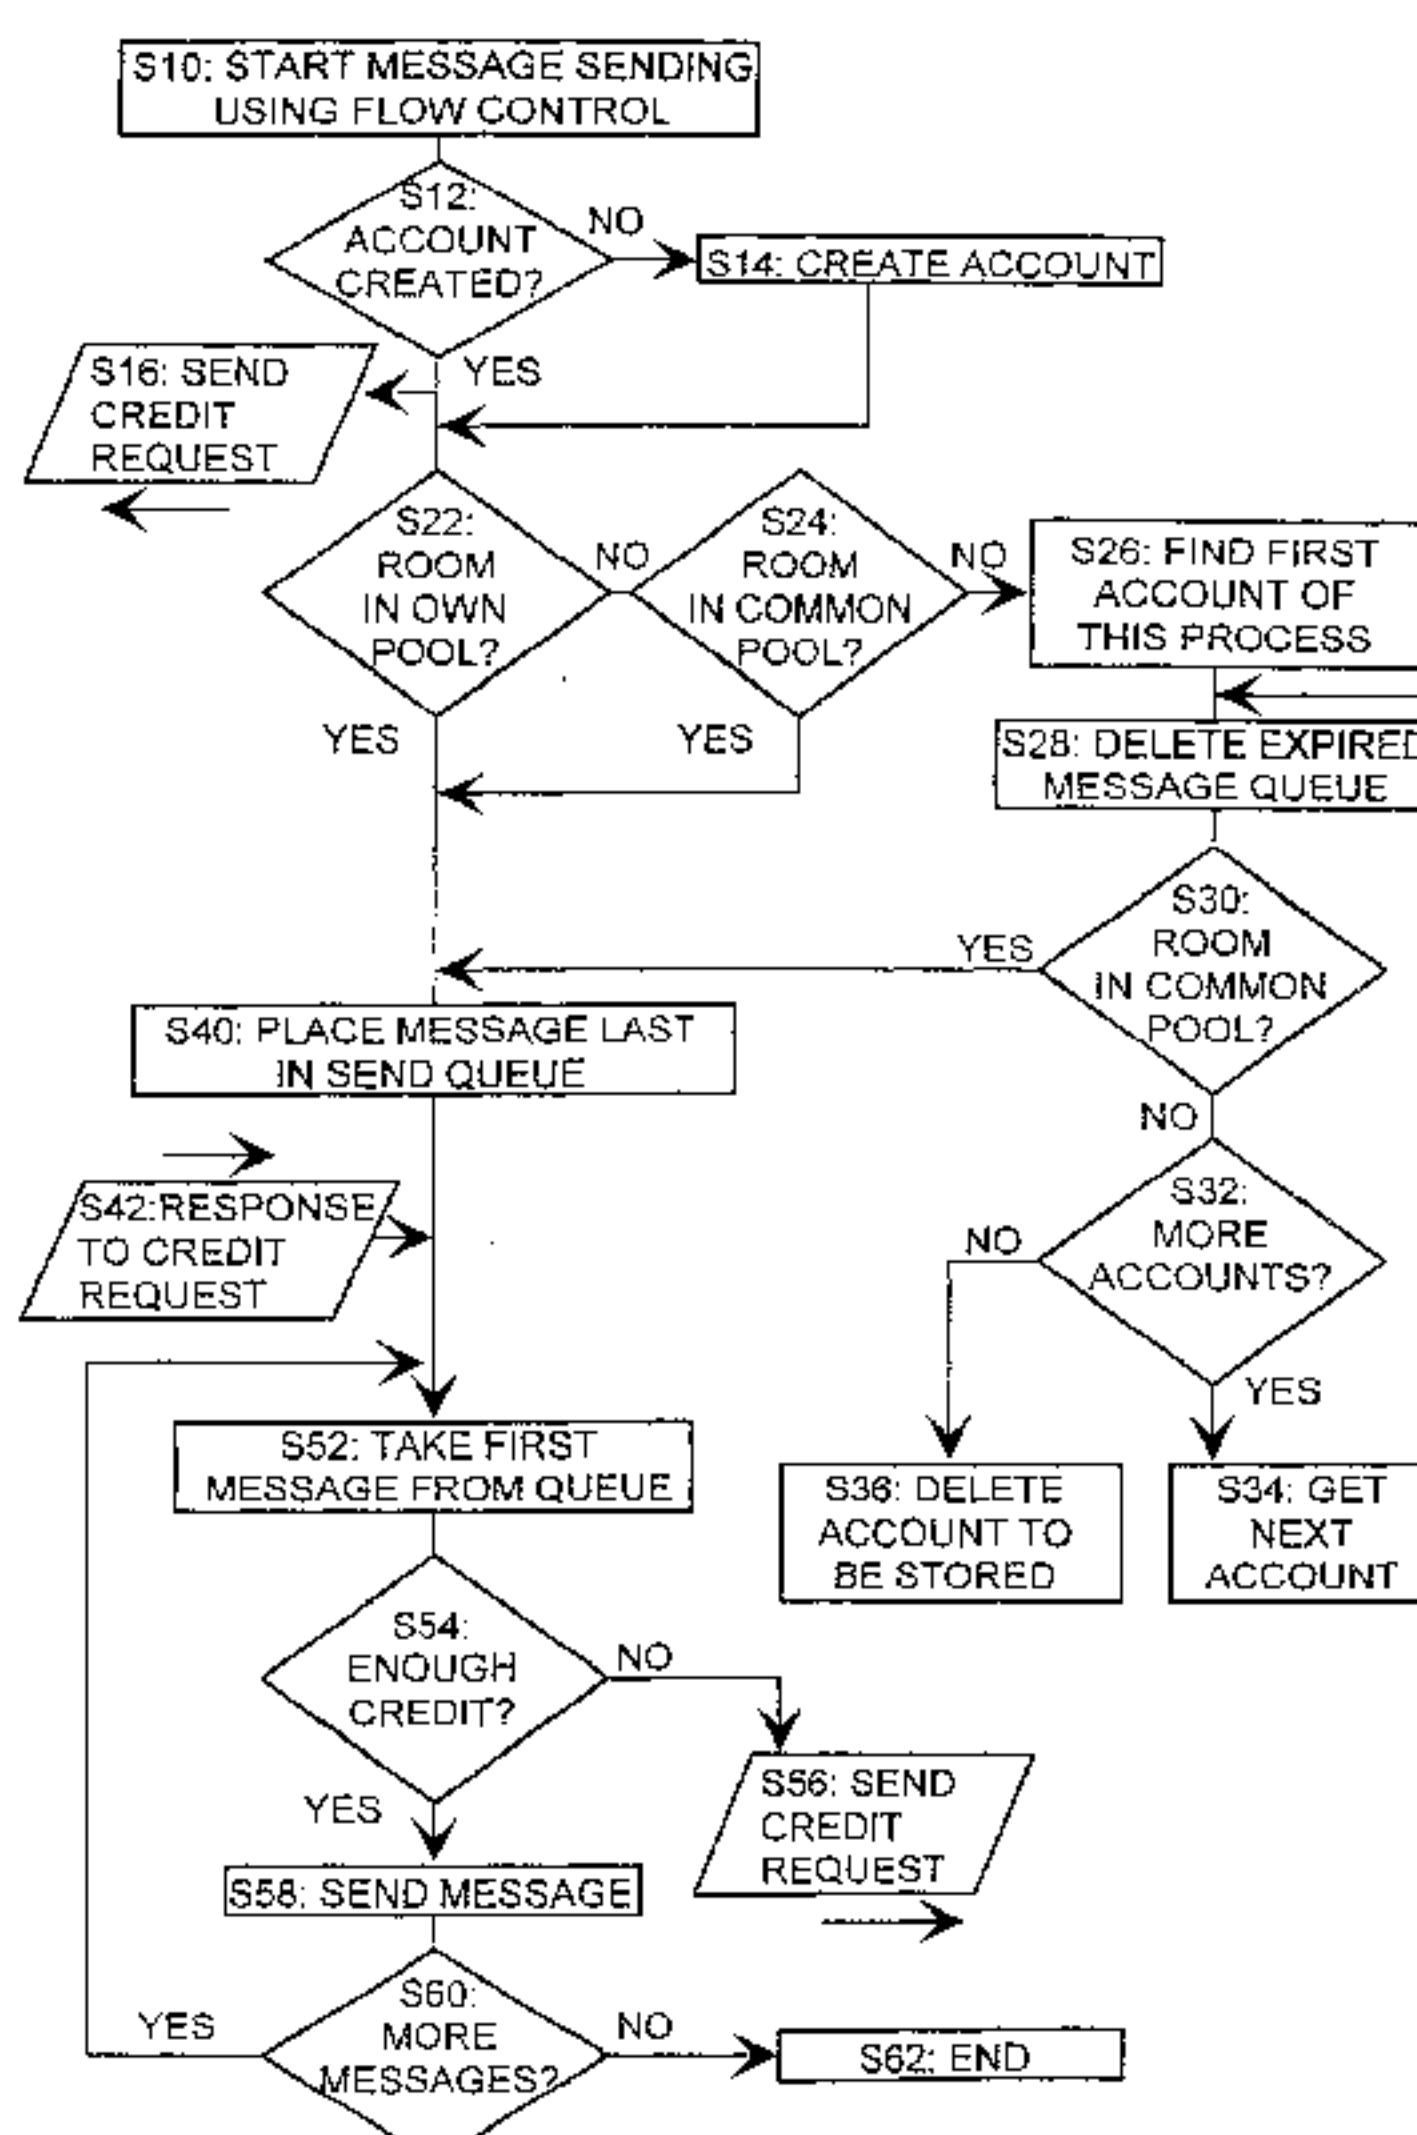 S10: START MESSAGE SENDING
USING FLOW CONTROL
S12:
ACCOUNT
CREATED?
NO
S14: CREATE ACCOUNT
YES
S16: SEND
CREDIT
REQUEST
S22:
ROOM
IN OWN
POOL?
NO
S24:
ROOM
IN COMMON
POOL?
NO
S26: FIND FIRST
ACCOUNT OF
THIS PROCESS
YES
YES
S28: DELETE EXPIRED
MESSAGE QUEUE
S30:
ROOM
IN COMMON
POOL?
YES
S40: PLACE MESSAGE LAST
IN SEND QUEUE
NO
S42:RESPONSE
TO CREDIT
REQUEST
S32:
MORE
ACCOUNTS?
NO
YES
S52: TAKE FIRST
MESSAGE FROM QUEUE
S36: DELETE
ACCOUNT TO
BE STORED
S34: GET
NEXT
ACCOUNT
S54:
ENOUGH
CREDIT?
NO
YES
S56: SEND
CREDIT
REQUEST
S58: SEND MESSAGE
S60:
MORE
MESSAGES?
YES
NO
S62: END